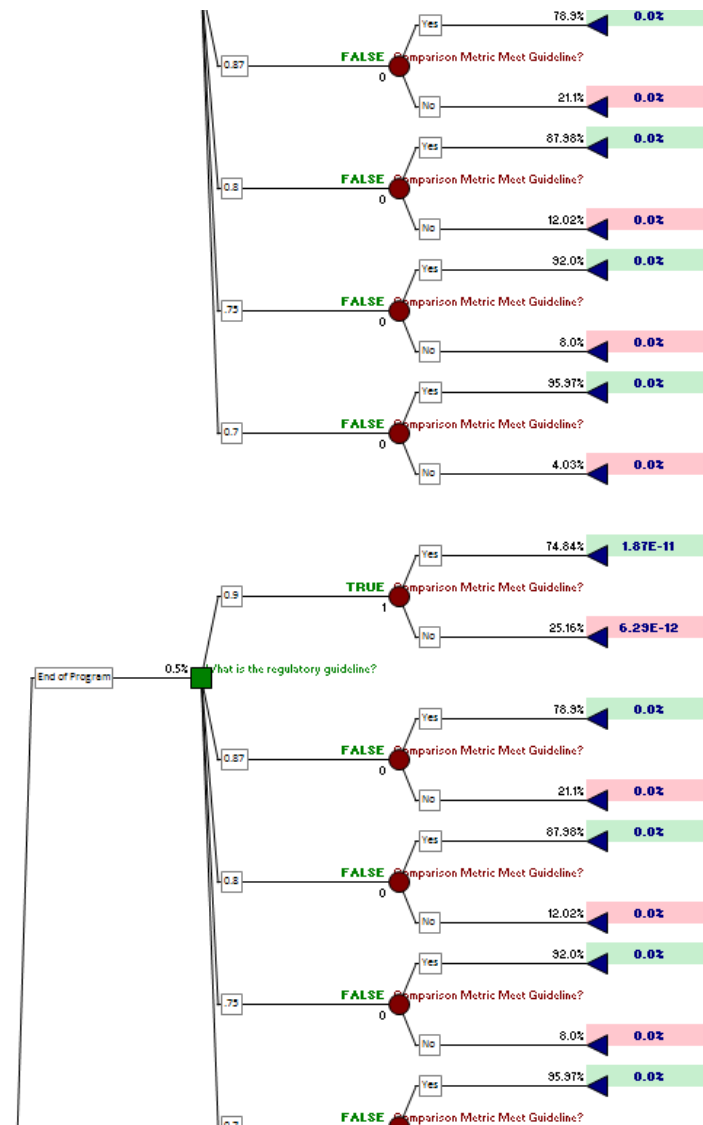 Yes 78.9% 0.0%
0.87 FALSE Comparison Metric Meet Guideline?
0
No 21.1% 0.0%
Yes 87.98% 0.0%
0.8 FALSE Comparison Metric Meet Guideline?
0
No 12.02% 0.0%
Yes 92.0% 0.0%
.75 FALSE Comparison Metric Meet Guideline?
0
No 8.0% 0.0%
Yes 95.97% 0.0%
0.7 FALSE Comparison Metric Meet Guideline?
0
No 4.03% 0.0%
Yes 74.84% 1.87E-11
0.9 TRUE Comparison Metric Meet Guideline?
1
No 25.16% 6.29E-12
End of Program 0.5% What is the regulatory guideline?
Yes 78.9% 0.0%
0.87 FALSE Comparison Metric Meet Guideline?
0
No 21.1% 0.0%
Yes 87.98% 0.0%
0.8 FALSE Comparison Metric Meet Guideline?
0
No 12.02% 0.0%
Yes 92.0% 0.0%
.75 FALSE Comparison Metric Meet Guideline?
0
No 8.0% 0.0%
Yes 95.97% 0.0%
0.7 FALSE Comparison Metric Meet Guideline?